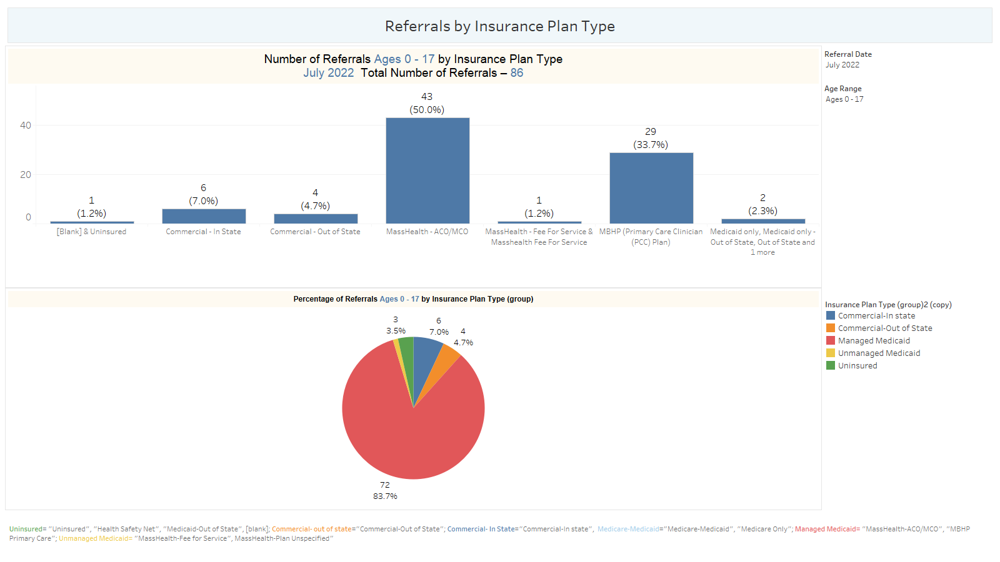 Referrals by Insurance Plan Type
Number of Referrals Ages 0 - 17 by Insurance Plan Type
July 2022  Total Number of Referrals – 86
Referral Date
July 2022
Age Range
Ages 0 - 17
40
20
0
1
(1.2%)
6
(7.0%)
4
(4.7%)
43
(50.0%)
1
(1.2%)
29
(33.7%)
2
(2.3%)
[Blank] & Uninsured
Commercial - In State
Commercial - Out of State
MassHealth - ACO/MCO
MassHealth - Fee For Service &
Masshealth Fee For Service
MBHP (Primary Care Clinician
(PCC) Plan)
Medicaid only, Medicaid only -
Out of State, Out of State and
1 more
Percentage of Referrals Ages 0 - 17 by Insurance Plan Type (group)
3
3.5%
6
7.0%
4
4.7%
72
83.7%
Insurance Plan Type (group)2 (copy)
Commercial-In state
Commercial-Out of State
Managed Medicaid
Unmanaged Medicaid
Uninsured
Uninsured= "Uninsured", "Health Safety Net", "Medicaid-Out of State", [blank]; Commercial- out of state="Commercial-Out of State"; Commercial- In State="Commercial-In state",  Medicare-Medicaid="Medicare-Medicaid", "Medicare Only"; Managed Medicaid= "MassHealth-ACO/MCO", "MBHP
Primary Care"; Unmanaged Medicaid= "MassHealth-Fee for Service", MassHealth-Plan Unspecified"